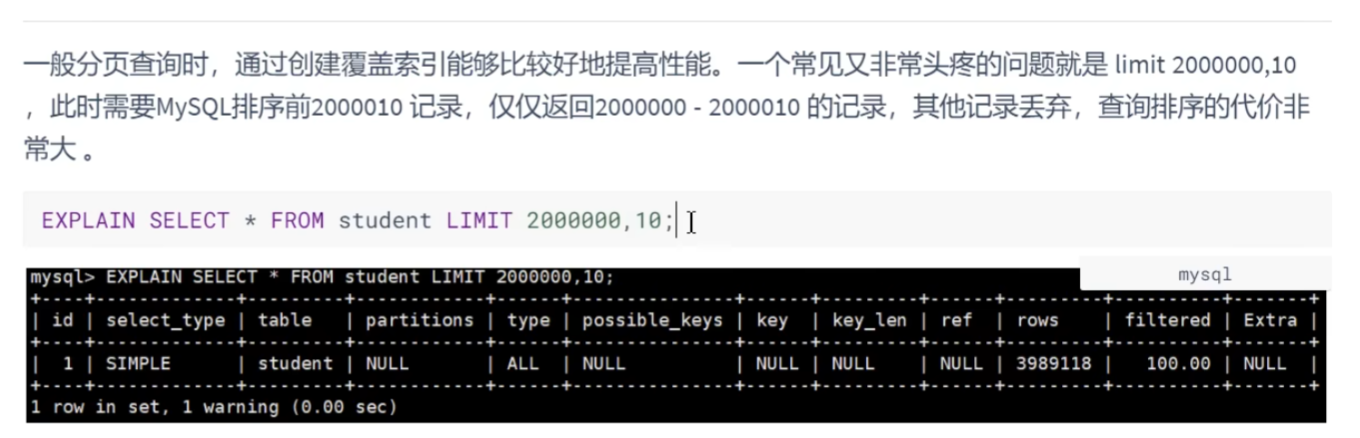 一般分页查询时，通过创建覆盖索引能够比较好地提高性能。一个常见又非常头疼的问题就是 limit 2000000,10
，此时需要MySQL排序前2000010 记录，仅仅返回2000000 - 2000010 的记录，其他记录丢弃，查询排序的代价非
常大 。
EXPLAIN SELECT * FROM student LIMIT 2000000,10;
mysql
mysql> EXPLAIN SELECT * FROM student LIMIT 2000000,10;
+----+-------------+---------+------------+------+---------------+------+---------+------+---------+----------+-------+
| id | select_type | table   | partitions | type | possible_keys | key  | key_len | ref  | rows    | filtered | Extra |
+----+-------------+---------+------------+------+---------------+------+---------+------+---------+----------+-------+
|  1 | SIMPLE      | student | NULL       | ALL  | NULL          | NULL | NULL    | NULL | 3989118 |   100.00 | NULL  |
+----+-------------+---------+------------+------+---------------+------+---------+------+---------+----------+-------+
1 row in set, 1 warning (0.00 sec)